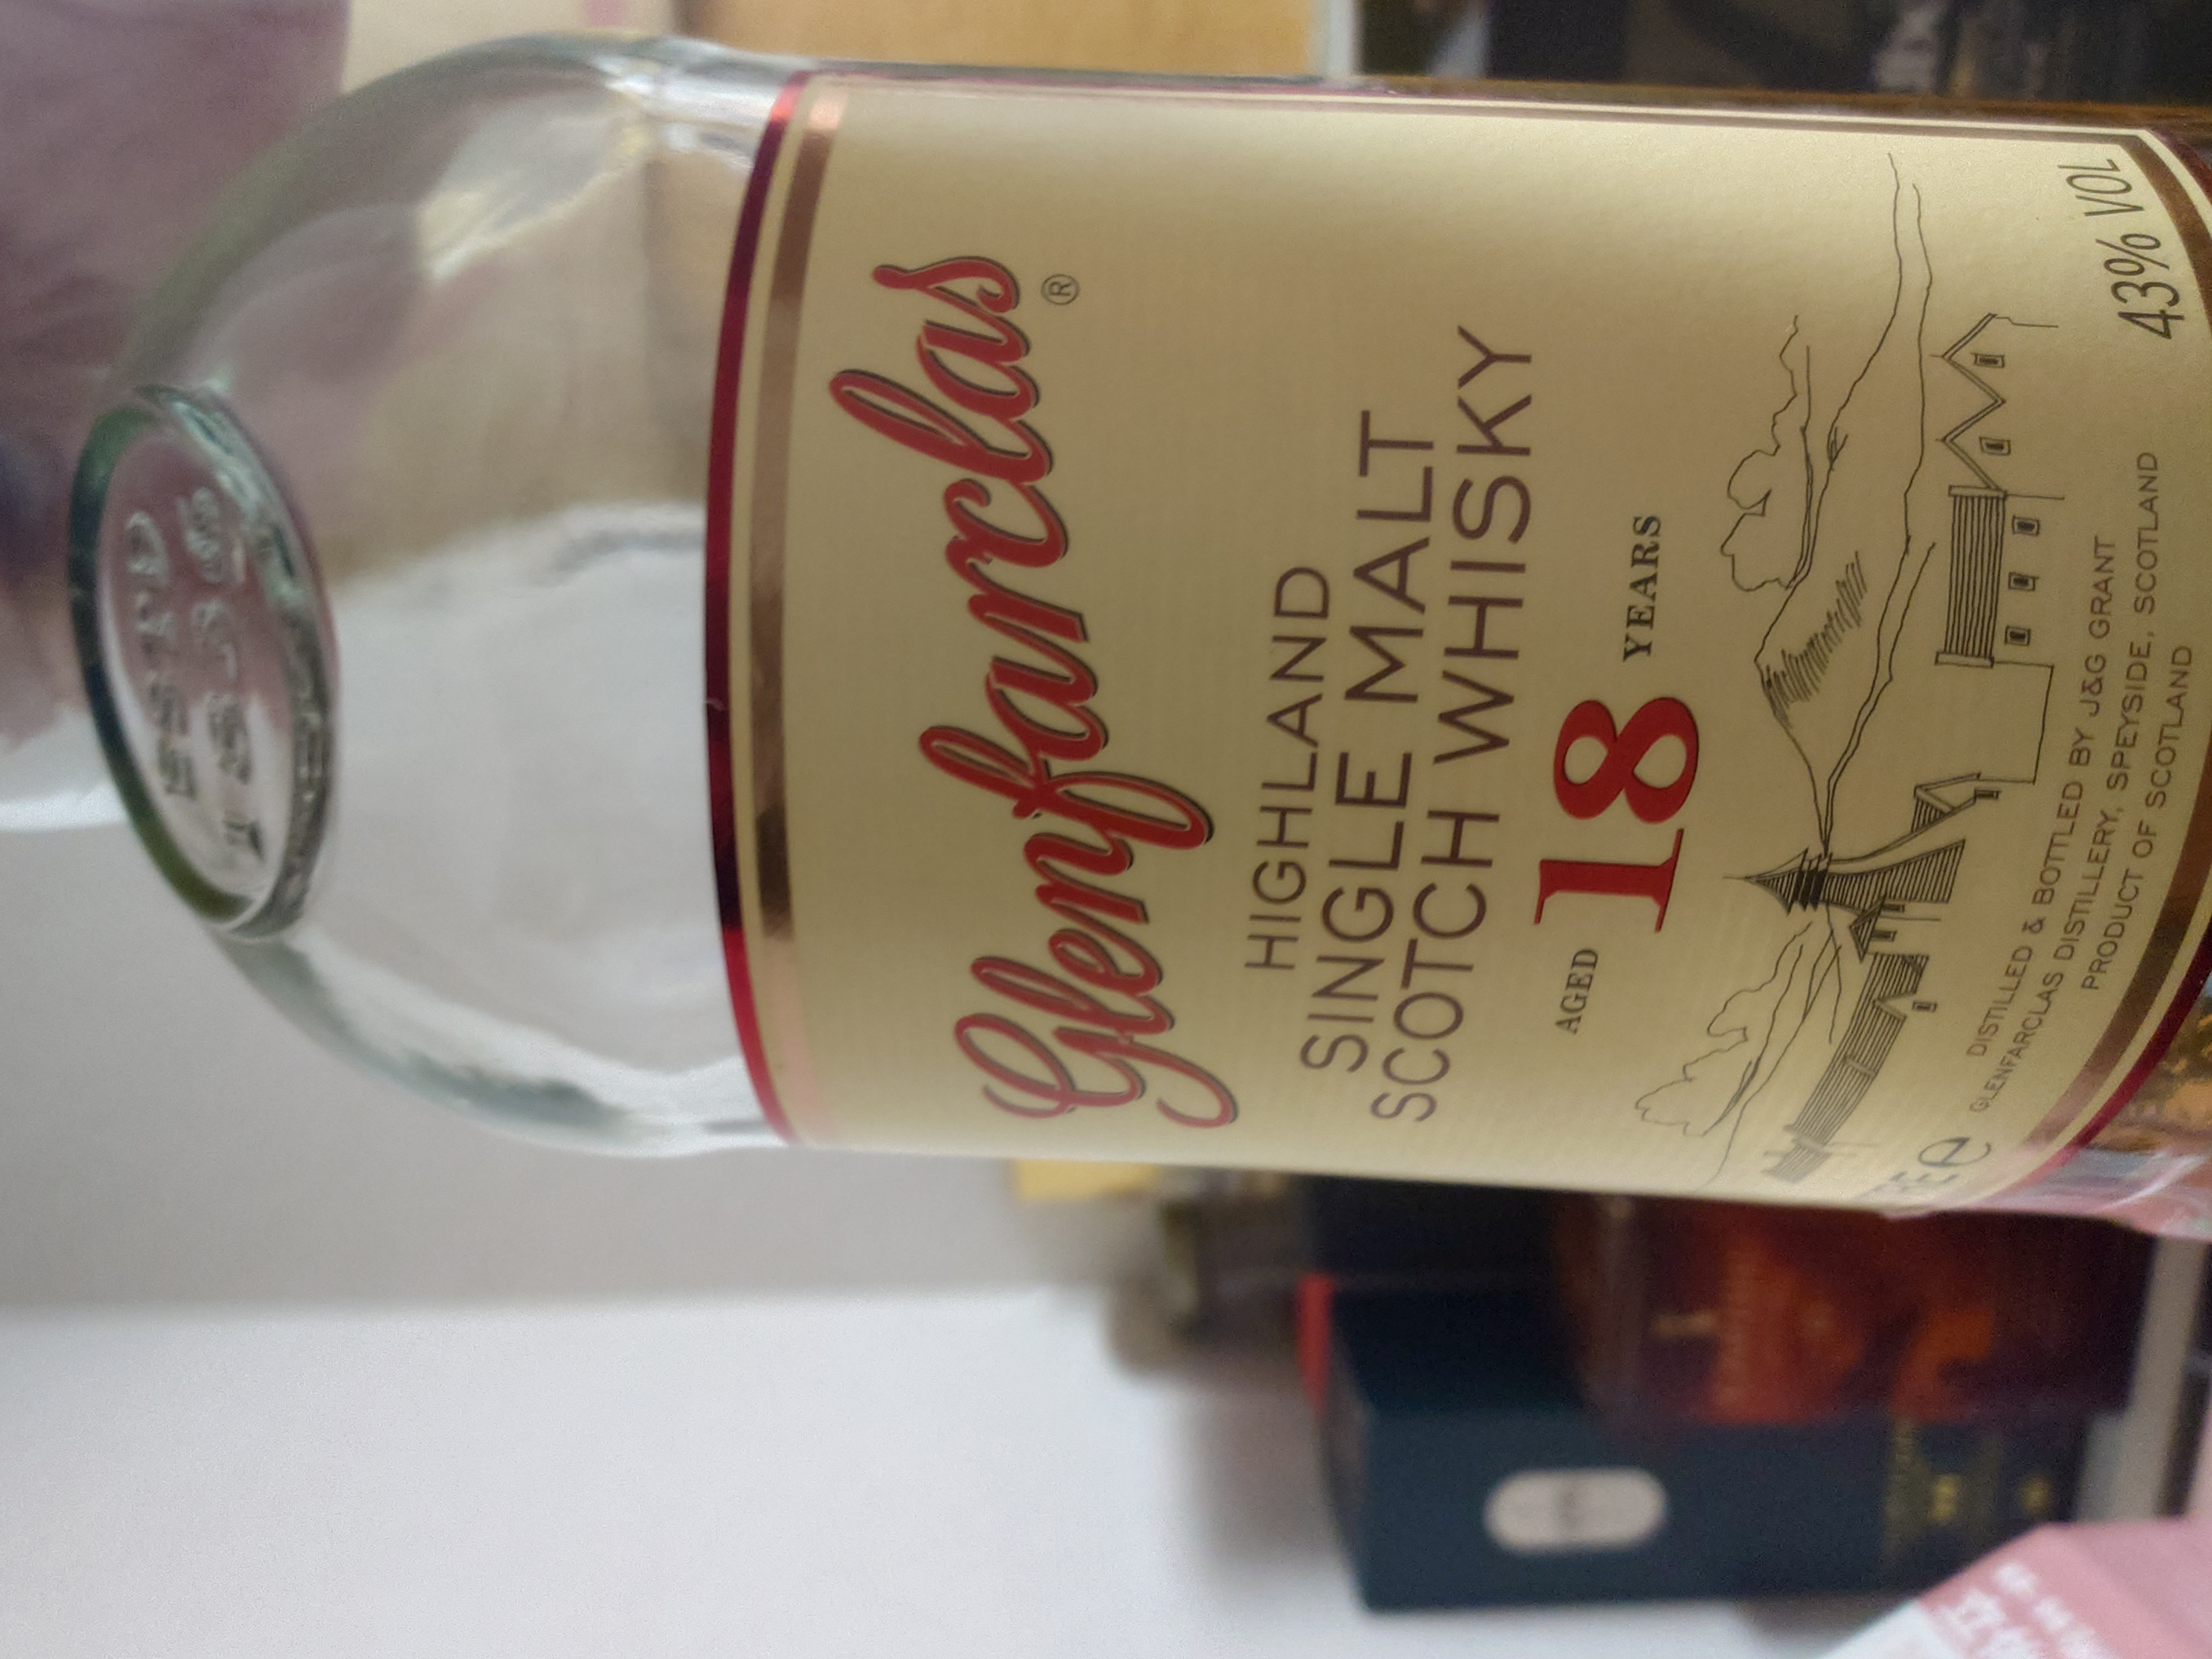 Glenfarclas®
HIGHLAND
SINGLE MALT
SCOTCH WHISKY
AGED 18 YEARS
DISTILLED & BOTTLED BY J&G GRANT
GLENFARCLAS DISTILLERY, SPEYSIDE, SCOTLAND
PRODUCT OF SCOTLAND
e 43% VOL